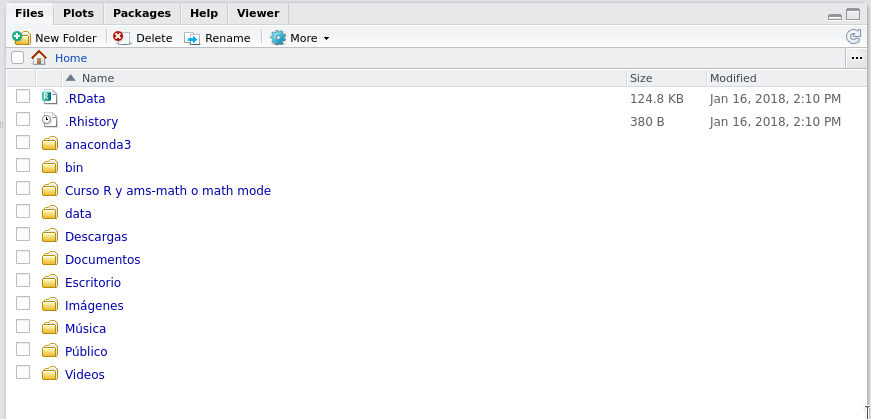 Files Plots Packages Help Viewer
New Folder Delete Rename More
Home ...
Name Size Modified
.RData 124.8 KB Jan 16, 2018, 2:10 PM
.Rhistory 380 B Jan 16, 2018, 2:10 PM
anaconda3
bin
Curso R y ams-math o math mode
data
Descargas
Documentos
Escritorio
Imágenes
Música
Público
Videos